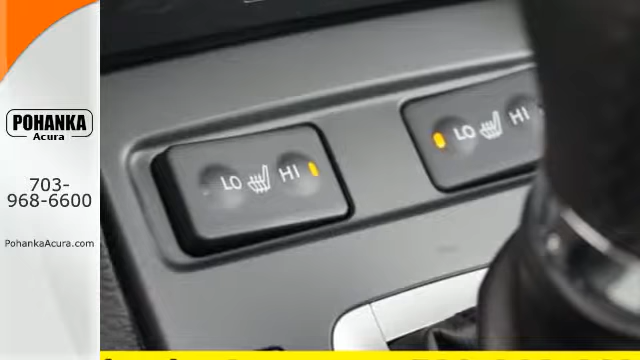 POHANKA
Acura
703-
968-6600
PohankaAcura.com
LO HI
LO HI